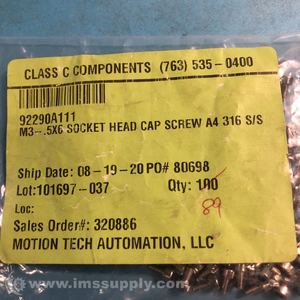 CLASS C COMPONENTS (763) 535-0400
92290A111
M3-.5X6 SOCKET HEAD CAP SCREW A4 316 S/S
Ship Date: 08-19-20 PO# 80698
Lot:101697-037 Qty: 100
89
Loc:
Sales Order#: 320886
MOTION TECH AUTOMATION, LLC
www.imssupply.com